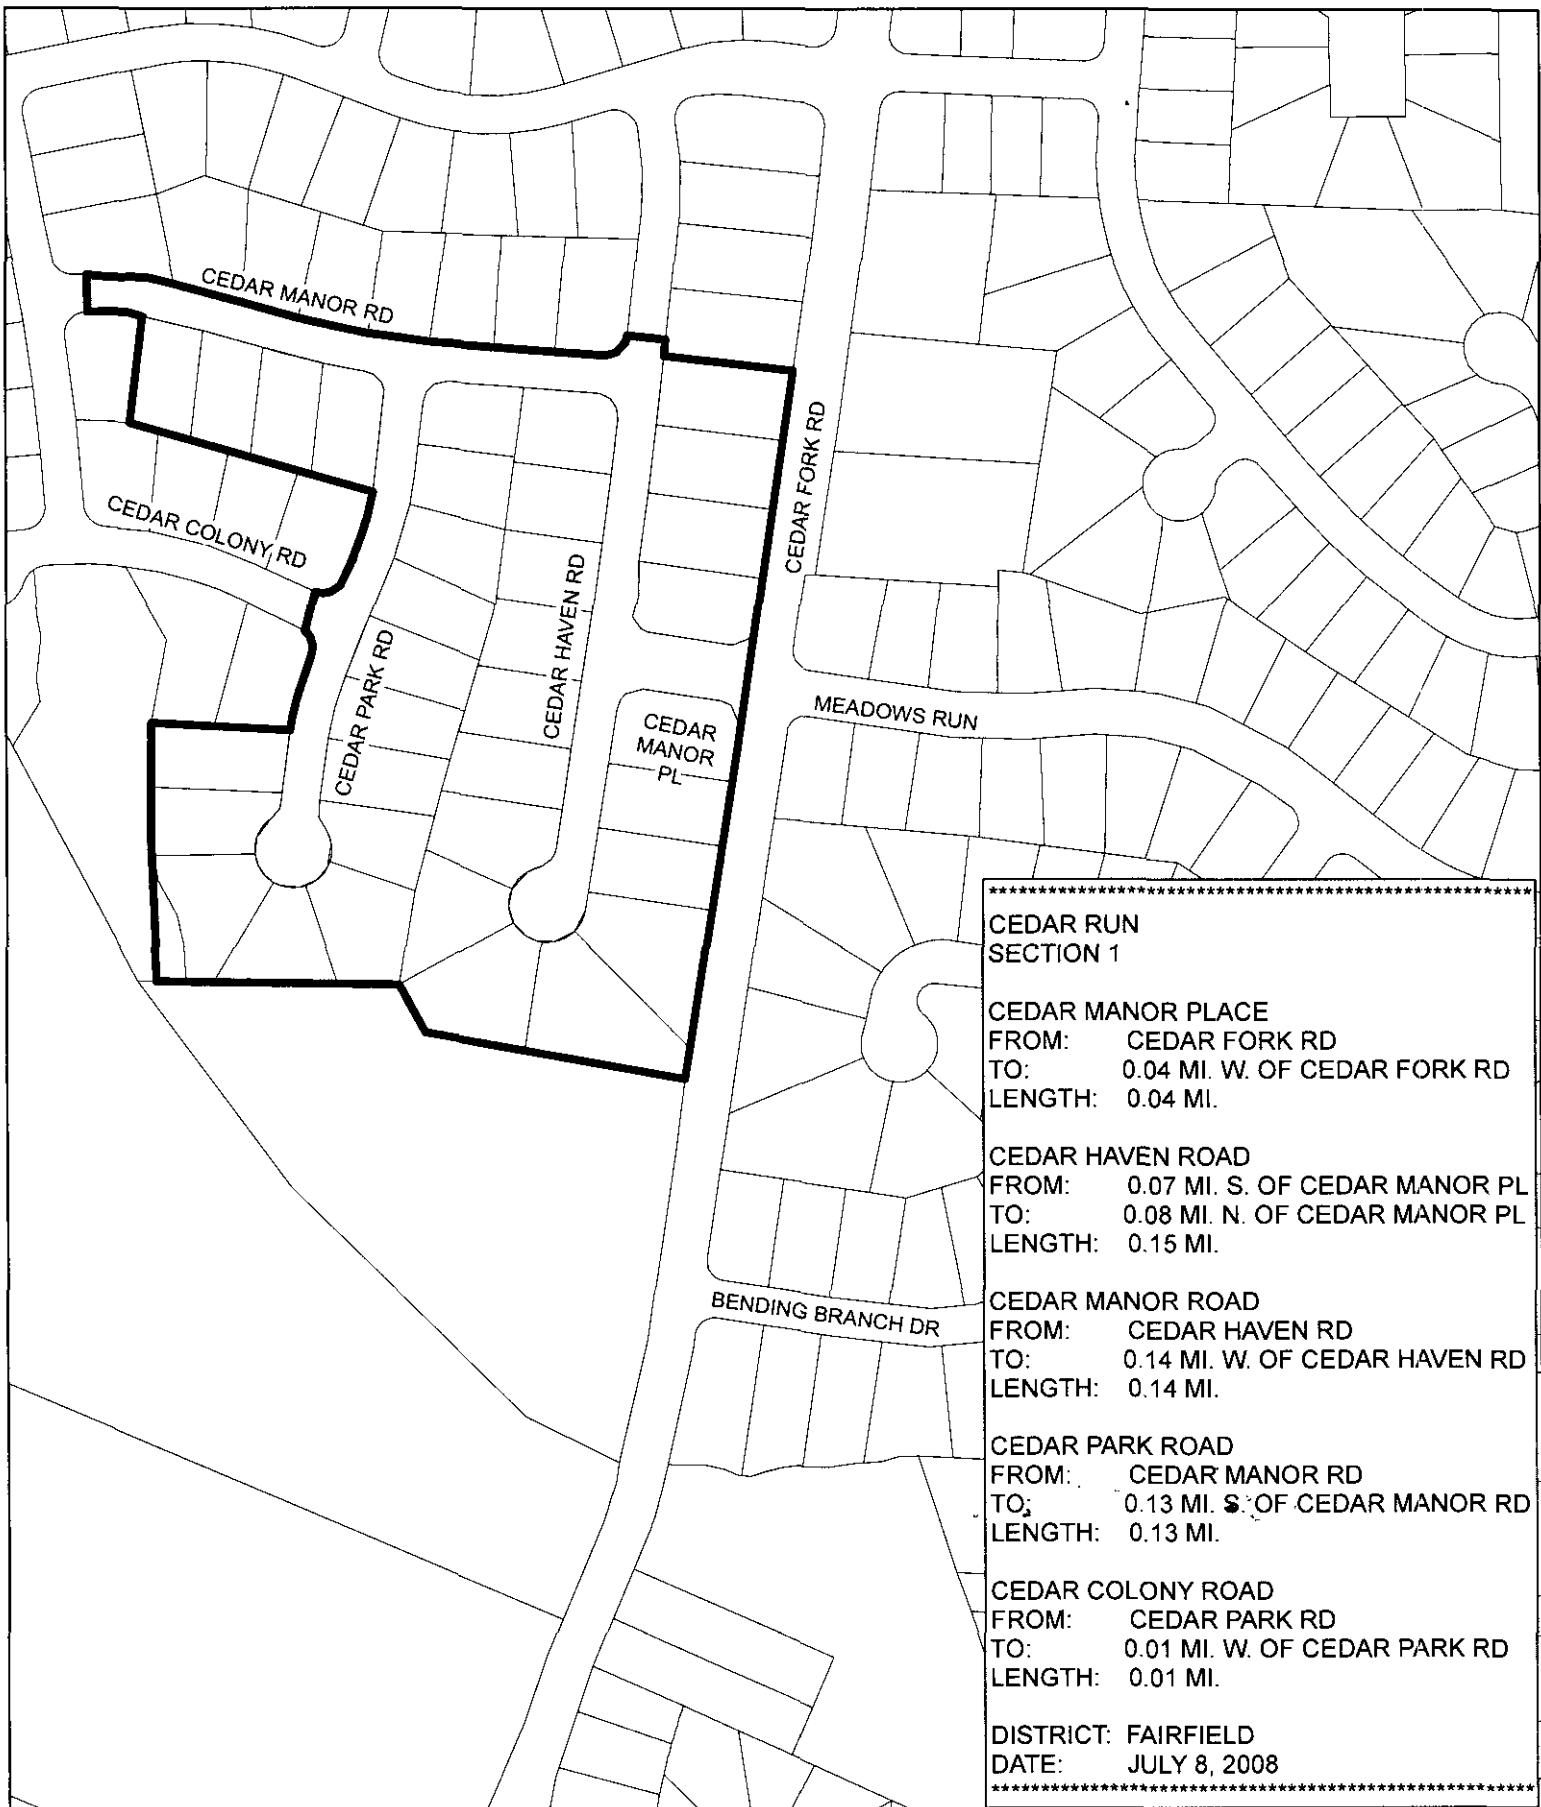 CEDAR MANOR RD
CEDAR COLONY RD
CEDAR PARK RD
CEDAR HAVEN RD
CEDAR FORK RD
CEDAR
MANOR
PL
MEADOWS RUN
BENDING BRANCH DR
CEDAR RUN
SECTION 1
CEDAR MANOR PLACE
FROM: CEDAR FORK RD
TO: 0.04 MI. W. OF CEDAR FORK RD
LENGTH: 0.04 MI.
CEDAR HAVEN ROAD
FROM: 0.07 MI. S. OF CEDAR MANOR PL
TO: 0.08 MI. N. OF CEDAR MANOR PL
LENGTH: 0.15 MI.
CEDAR MANOR ROAD
FROM: CEDAR HAVEN RD
TO: 0.14 MI. W. OF CEDAR HAVEN RD
LENGTH: 0.14 MI.
CEDAR PARK ROAD
FROM: CEDAR MANOR RD
TO: 0.13 MI. S. OF CEDAR MANOR RD
LENGTH: 0.13 MI.
CEDAR COLONY ROAD
FROM: CEDAR PARK RD
TO: 0.01 MI. W. OF CEDAR PARK RD
LENGTH: 0.01 MI.
DISTRICT: FAIRFIELD
DATE: JULY 8, 2008